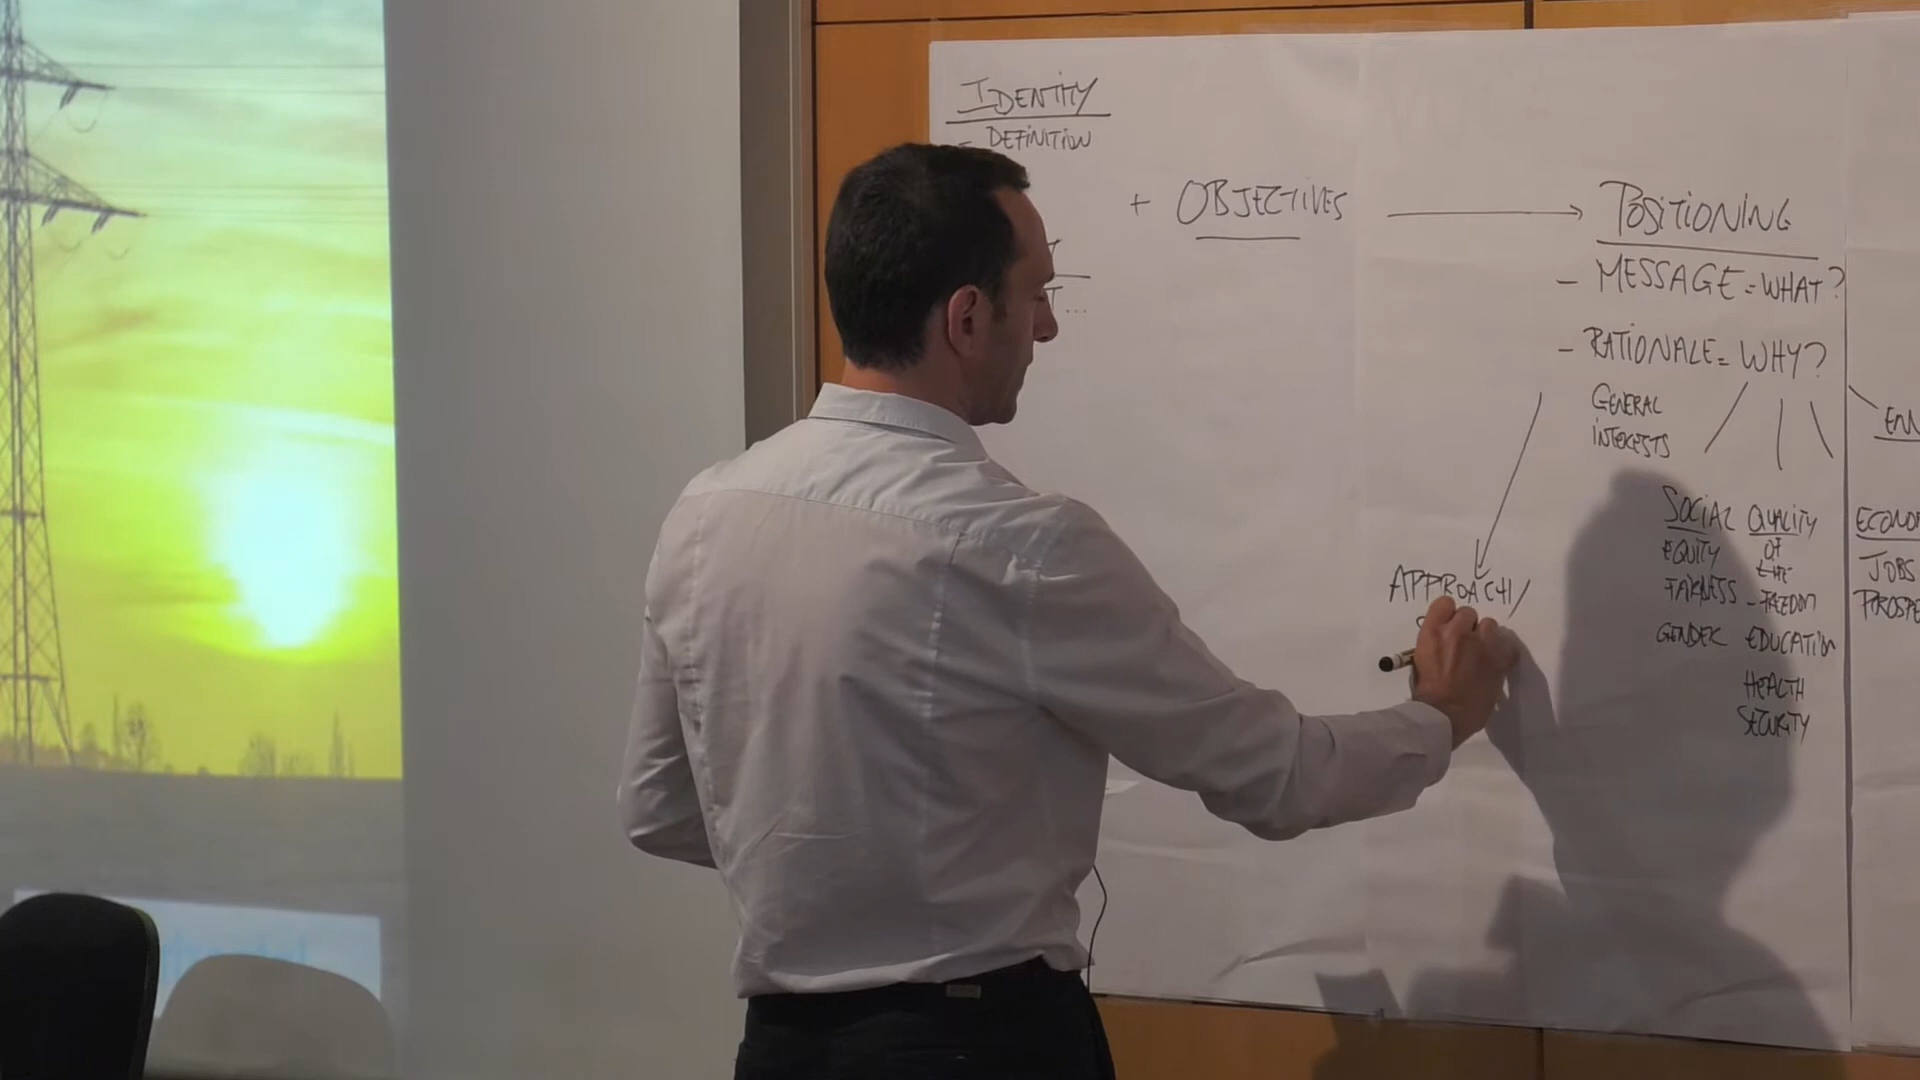 IDENTITY
- DEFINITION
+ OBJECTIVES
POSITIONING
- MESSAGE = WHAT?
- RATIONALE = WHY?
GENERAL
INTERESTS
SOCIAL
EQUITY
FAIRNESS
GENDER
QUALITY
OF
LIFE
- FREEDOM
EDUCATION
HEALTH
SECURITY
JOBS
APPROACH/